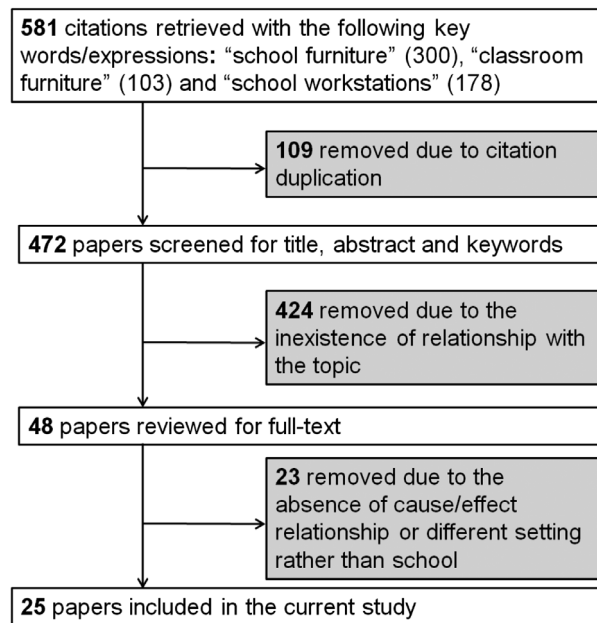 581 citations retrieved with the following key
words/expressions: “school furniture” (300), “classroom
furniture” (103) and “school workstations” (178)
109 removed due to citation
duplication
472 papers screened for title, abstract and keywords
424 removed due to the
inexistence of relationship with
the topic
48 papers reviewed for full-text
23 removed due to the
absence of cause/effect
relationship or different setting
rather than school
25 papers included in the current study